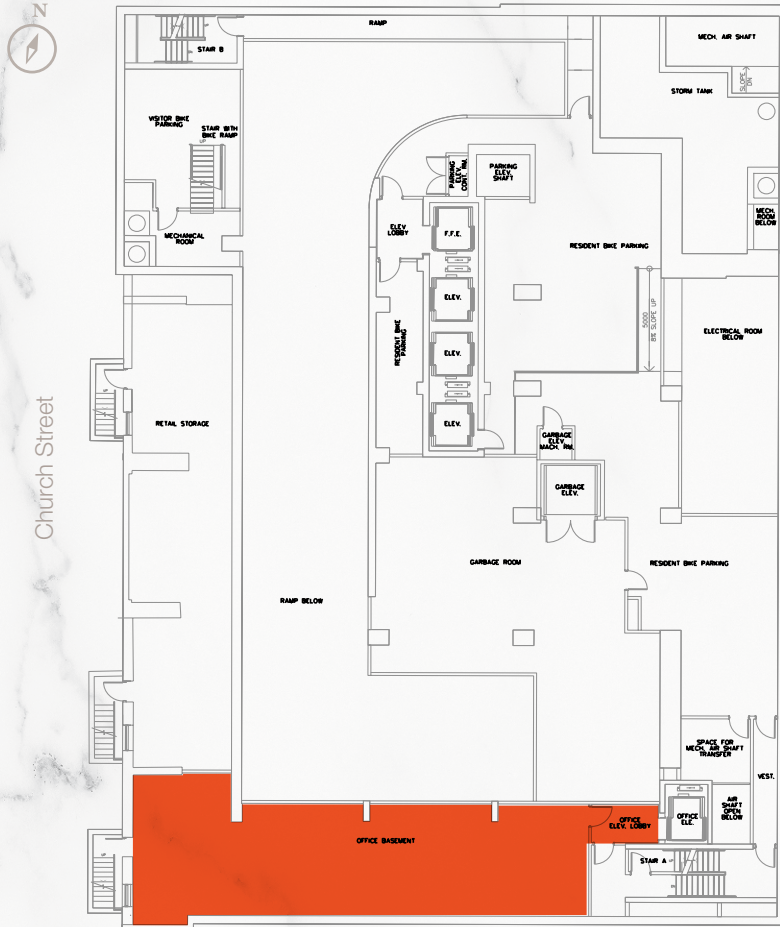 N
RAMP
STAIR B
MECH. AIR SHAFT
SLOPE
DN
STORM TANK
VISITOR BIKE
PARKING
STAIR WITH
BIKE RAMP
UP
PARKING
ELEV.
CONT. RM.
PARKING
ELEV.
SHAFT
MECH.
ROOM
BELOW
ELEV
LOBBY
F.F.E.
MECHANICAL
ROOM
RESIDENT BIKE PARKING
ELEV.
5000
8% SLOPE UP
RESIDENT BIKE
PARKING
ELECTRICAL ROOM
BELOW
ELEV.
UP
Church Street
RETAIL STORAGE
ELEV.
GARBAGE
ELEV.
MACH. RM.
GARBAGE
ELEV.
GARBAGE ROOM
RESIDENT BIKE PARKING
RAMP BELOW
UP
SPACE FOR
MECH. AIR SHAFT
TRANSFER
VEST.
AIR
SHAFT
OPEN
BELOW
OFFICE
ELE.
OFFICE
ELEV. LOBBY
OFFICE BASEMENT
UP
STAIR A
UP